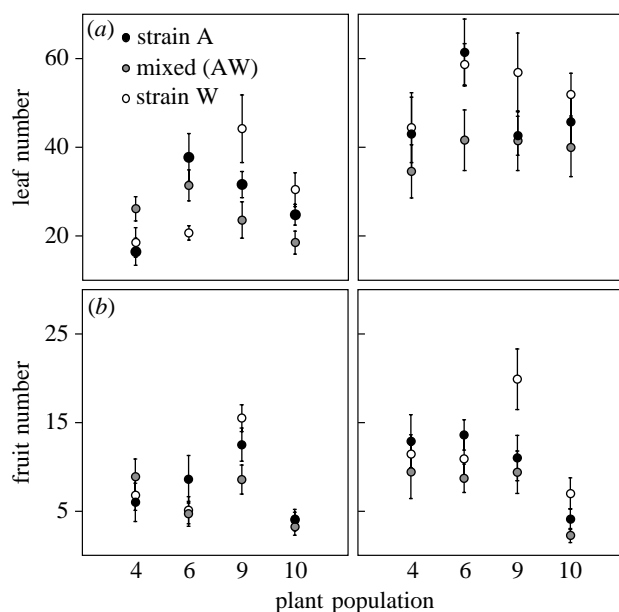 (a)
strain A
mixed (AW)
strain W
leaf number
60
40
20
(b)
fruit number
25
15
5
4 6 9 10 4 6 9 10
plant population